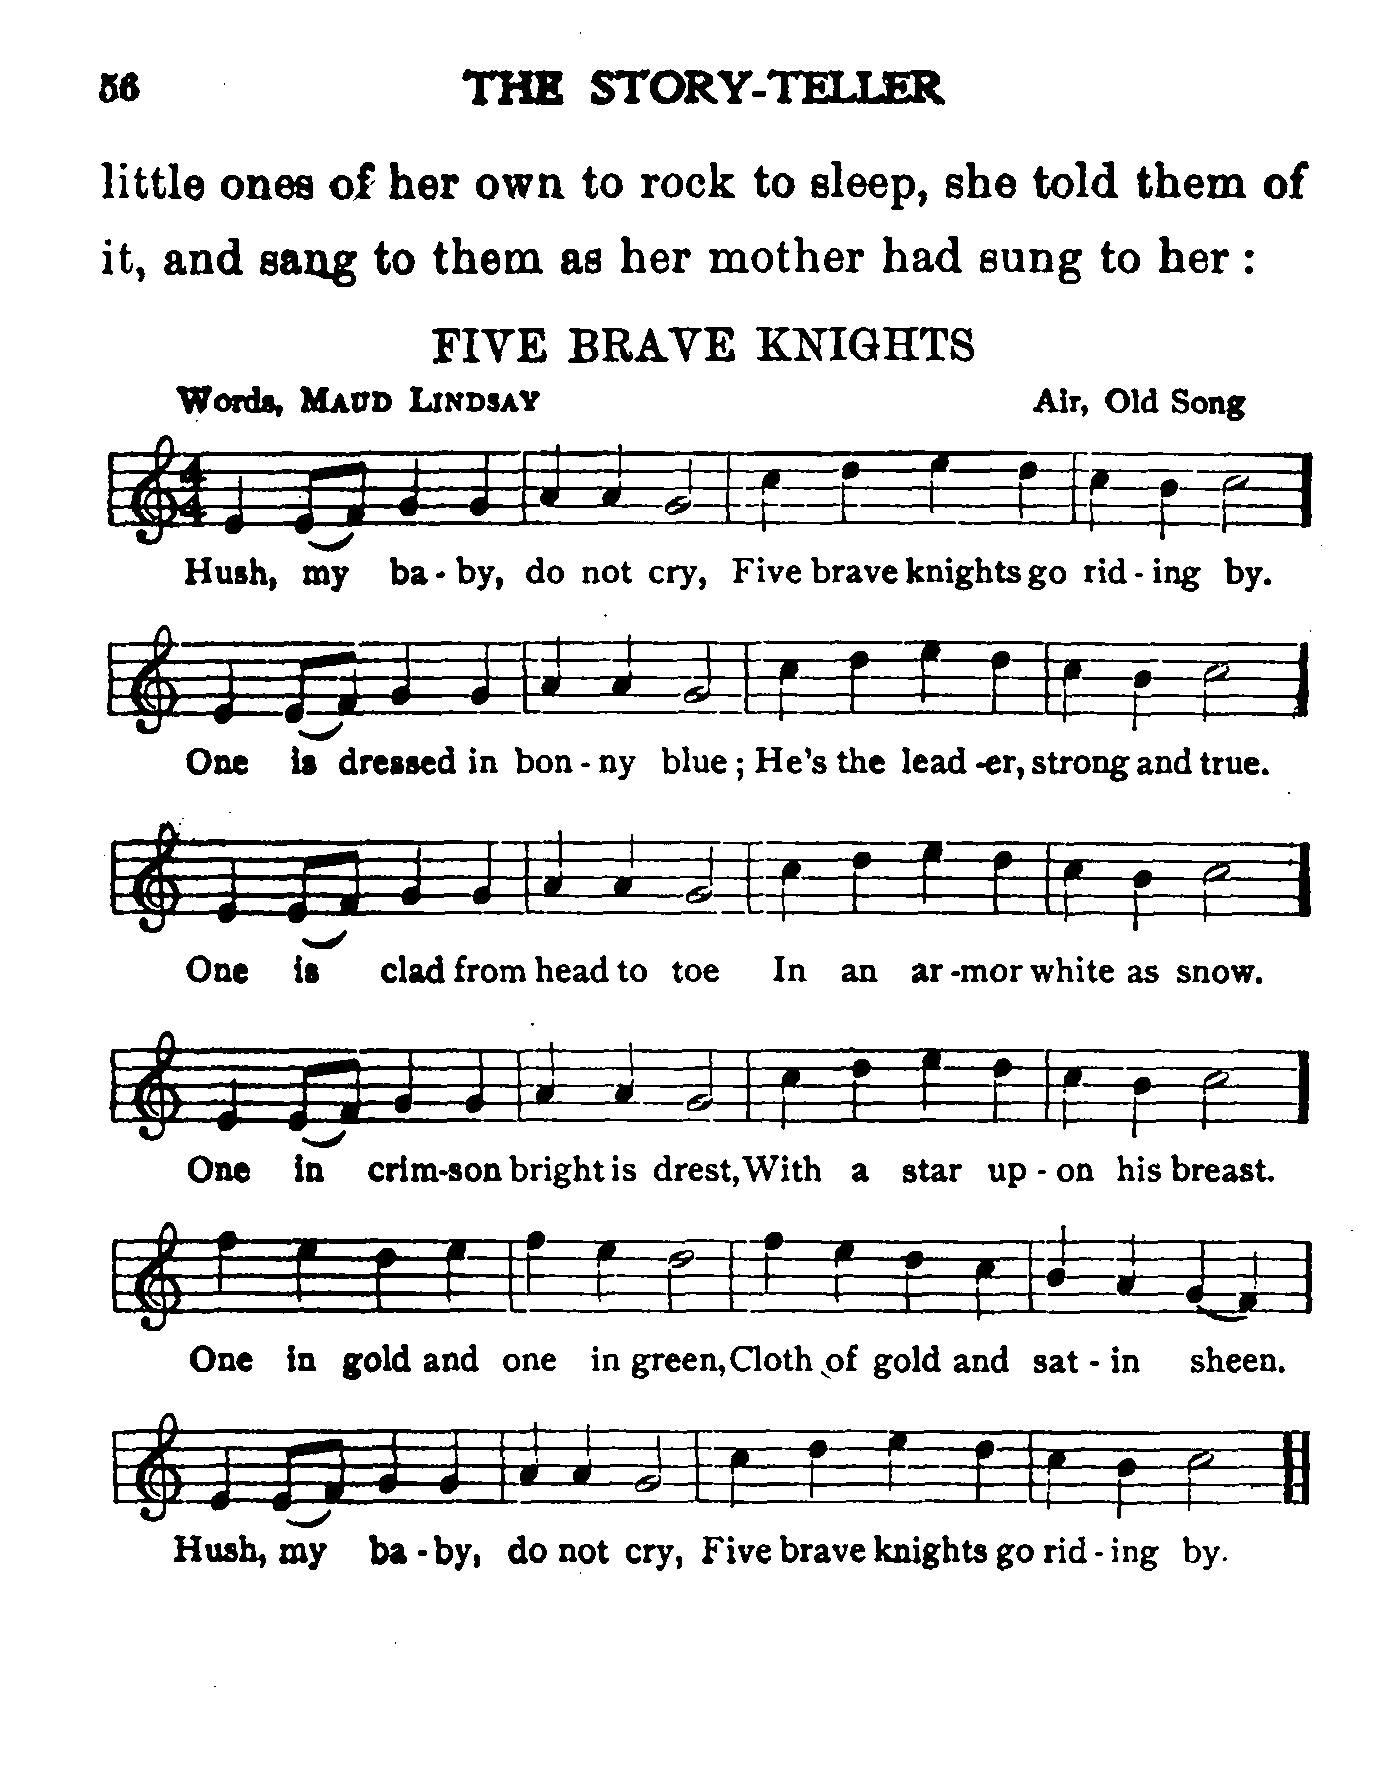 56 THE STORY-TELLER
little ones of her own to rock to sleep, she told them of
it, and sang to them as her mother had sung to her :
FIVE BRAVE KNIGHTS
Words, MAUD LINDSAY Air, Old Song
4
4
Hush, my ba - by, do not cry, Five brave knights go rid - ing by.
One is dressed in bon - ny blue ; He's the lead -er, strong and true.
One is clad from head to toe In an ar -mor white as snow.
One in crim-son bright is drest, With a star up - on his breast.
One in gold and one in green, Cloth of gold and sat - in sheen.
Hush, my ba - by, do not cry, Five brave knights go rid - ing by.